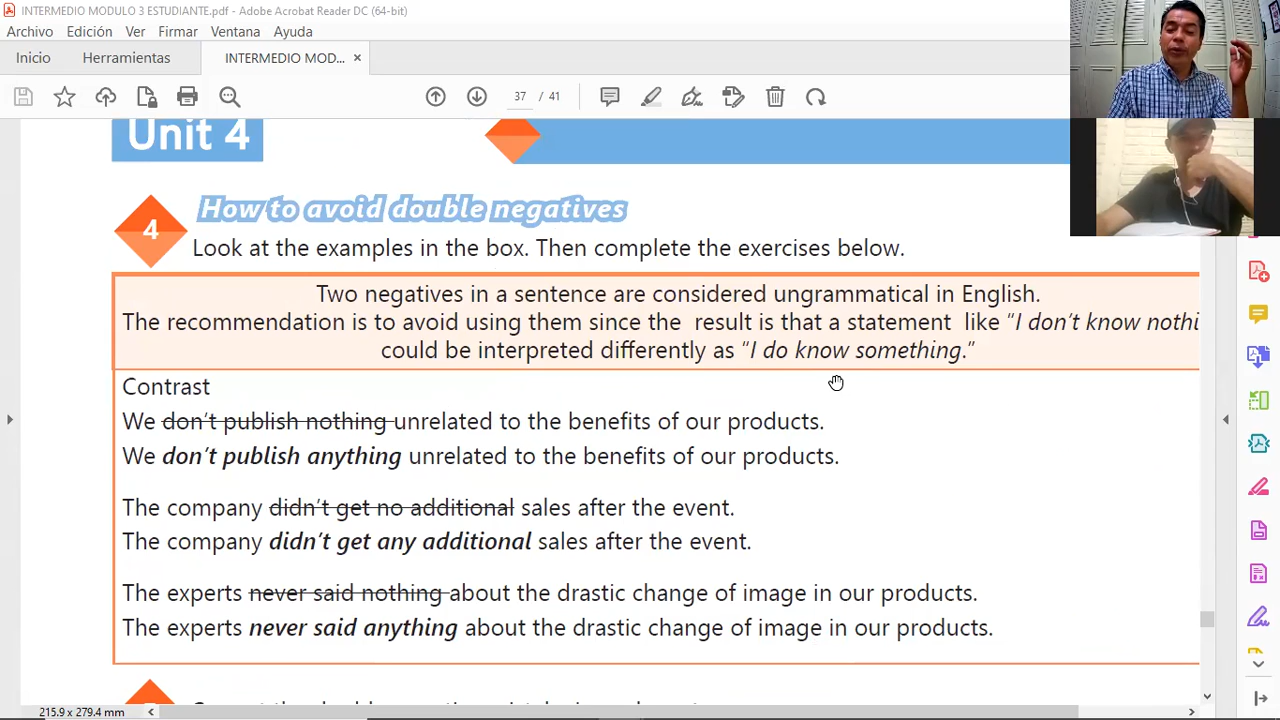 INTERMEDIO MODULO 3 ESTUDIANTE.pdf - Adobe Acrobat Reader DC (64-bit)
Archivo Edición Ver Firmar Ventana Ayuda
Inicio Herramientas INTERMEDIO MOD... ×
37 / 41
Unit 4
4 How to avoid double negatives
Look at the examples in the box. Then complete the exercises below.
Two negatives in a sentence are considered ungrammatical in English.
The recommendation is to avoid using them since the result is that a statement like “I don’t know nothi
could be interpreted differently as “I do know something.”
Contrast
We don’t publish nothing unrelated to the benefits of our products.
We don’t publish anything unrelated to the benefits of our products.
The company didn’t get no additional sales after the event.
The company didn’t get any additional sales after the event.
The experts never said nothing about the drastic change of image in our products.
The experts never said anything about the drastic change of image in our products.
215.9 x 279.4 mm